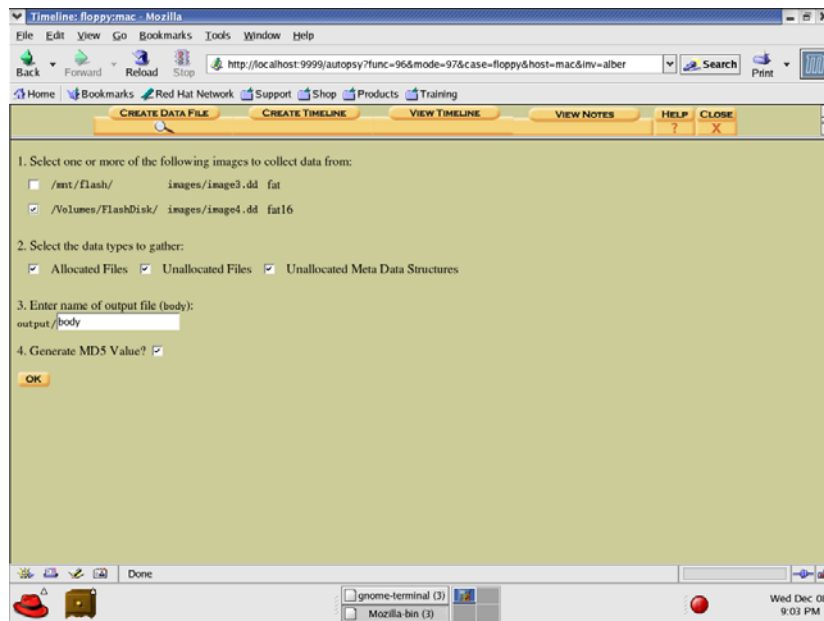 Timeline: floppy:mac - Mozilla
File Edit View Go Bookmarks Tools Window Help
Back Forward Reload Stop http://localhost:9999/autopsy?func=96&mode=97&case=floppy&host=mac&inv=alber Search Print
Home Bookmarks Red Hat Network Support Shop Products Training
CREATE DATA FILE CREATE TIMELINE VIEW TIMELINE VIEW NOTES HELP CLOSE
? X
1. Select one or more of the following images to collect data from:
/mnt/flash/ images/image3.dd fat
/Volumes/FlashDisk/ images/image4.dd fat16
2. Select the data types to gather:
Allocated Files Unallocated Files Unallocated Meta Data Structures
3. Enter name of output file (body):
output/body
4. Generate MD5 Value?
OK
Done
gnome-terminal (3)
Mozilla-bin (3)
Wed Dec 0
9:03 PM